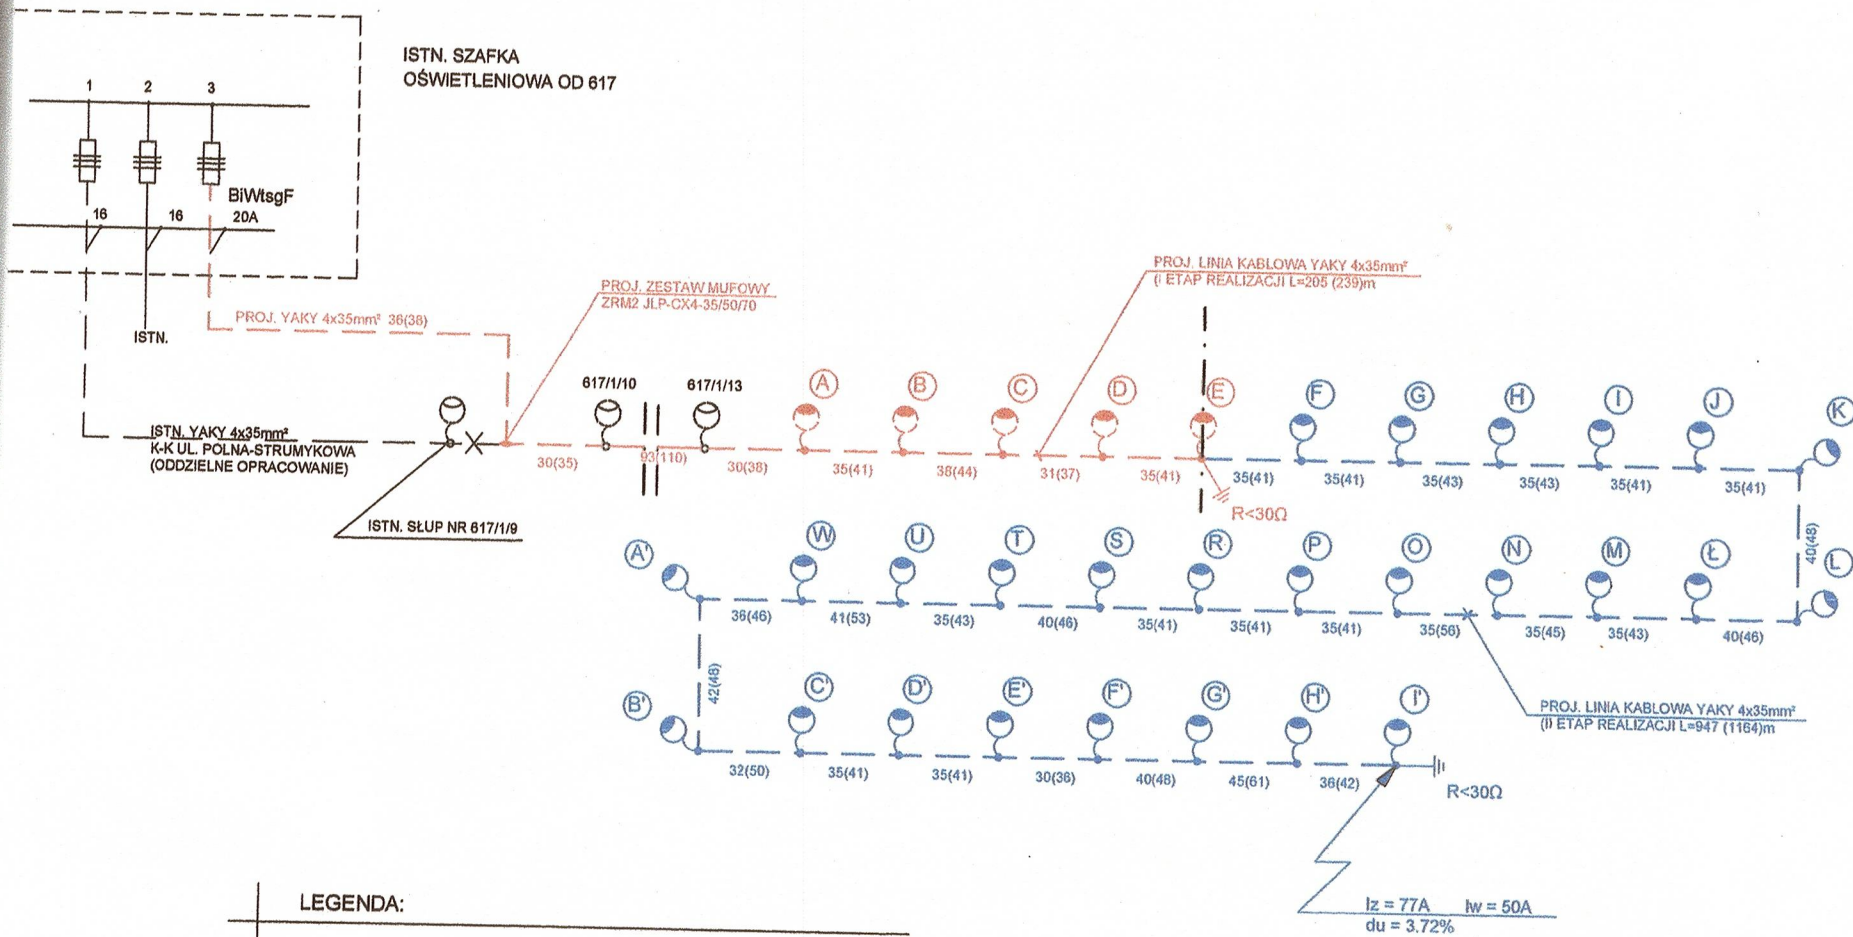 ISTN. SZAFKA
OŚWIETLENIOWA OD 617
1 2 3
BiWtsgF
16 16 20A
ISTN.
PROJ. YAKY 4x35mm² 36(38)
PROJ. ZESTAW MUFOWY
ZRM2 JLP-CX4-35/50/70
PROJ. LINIA KABLOWA YAKY 4x35mm²
(I ETAP REALIZACJI L=205 (239)m
617/1/10 617/1/13 A B C D E F G H I J K
ISTN. YAKY 4x35mm²
K-K UL. POLNA-STRUMYKOWA
(ODDZIELNE OPRACOWANIE)
30(35) 93(110) 30(38) 35(41) 38(44) 31(37) 35(41) 35(41) 35(41) 35(43) 35(43) 35(41) 35(41)
R<30Ω
ISTN. SŁUP NR 617/1/9
40(48)
A' W U T S R P O N M Ł L
36(46) 41(53) 35(43) 40(46) 35(41) 35(41) 35(41) 35(56) 35(45) 35(43) 40(46)
42(48)
B' C' D' E' F' G' H' I'
PROJ. LINIA KABLOWA YAKY 4x35mm²
(II ETAP REALIZACJI L=947 (1164)m
32(50) 35(41) 35(41) 30(36) 40(48) 45(61) 36(42)
R<30Ω
Iz = 77A Iw = 50A
du = 3.72%
LEGENDA: